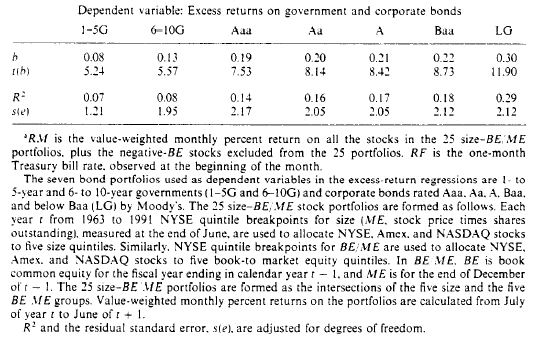 Dependent variable: Excess returns on government and corporate bonds
1-5G 6-10G Aaa Aa A Baa LG
b 0.08 0.13 0.19 0.20 0.21 0.22 0.30
t(b) 5.24 5.57 7.53 8.14 8.42 8.73 11.90
R² 0.07 0.08 0.14 0.16 0.17 0.18 0.29
s(e) 1.21 1.95 2.17 2.05 2.05 2.12 2.12
ᵃRM is the value-weighted monthly percent return on all the stocks in the 25 size-BE/ME
portfolios, plus the negative-BE stocks excluded from the 25 portfolios. RF is the one-month
Treasury bill rate, observed at the beginning of the month.
The seven bond portfolios used as dependent variables in the excess-return regressions are 1- to
5-year and 6- to 10-year governments (1-5G and 6-10G) and corporate bonds rated Aaa, Aa, A, Baa,
and below Baa (LG) by Moody's. The 25 size-BE/ME stock portfolios are formed as follows. Each
year t from 1963 to 1991 NYSE quintile breakpoints for size (ME, stock price times shares
outstanding), measured at the end of June, are used to allocate NYSE, Amex, and NASDAQ stocks
to five size quintiles. Similarly, NYSE quintile breakpoints for BE/ME are used to allocate NYSE,
Amex, and NASDAQ stocks to five book-to market equity quintiles. In BE ME, BE is book
common equity for the fiscal year ending in calendar year t - 1, and ME is for the end of December
of t - 1. The 25 size-BE ME portfolios are formed as the intersections of the five size and the five
BE ME groups. Value-weighted monthly percent returns on the portfolios are calculated from July
of year t to June of t + 1.
R² and the residual standard error, s(e), are adjusted for degrees of freedom.